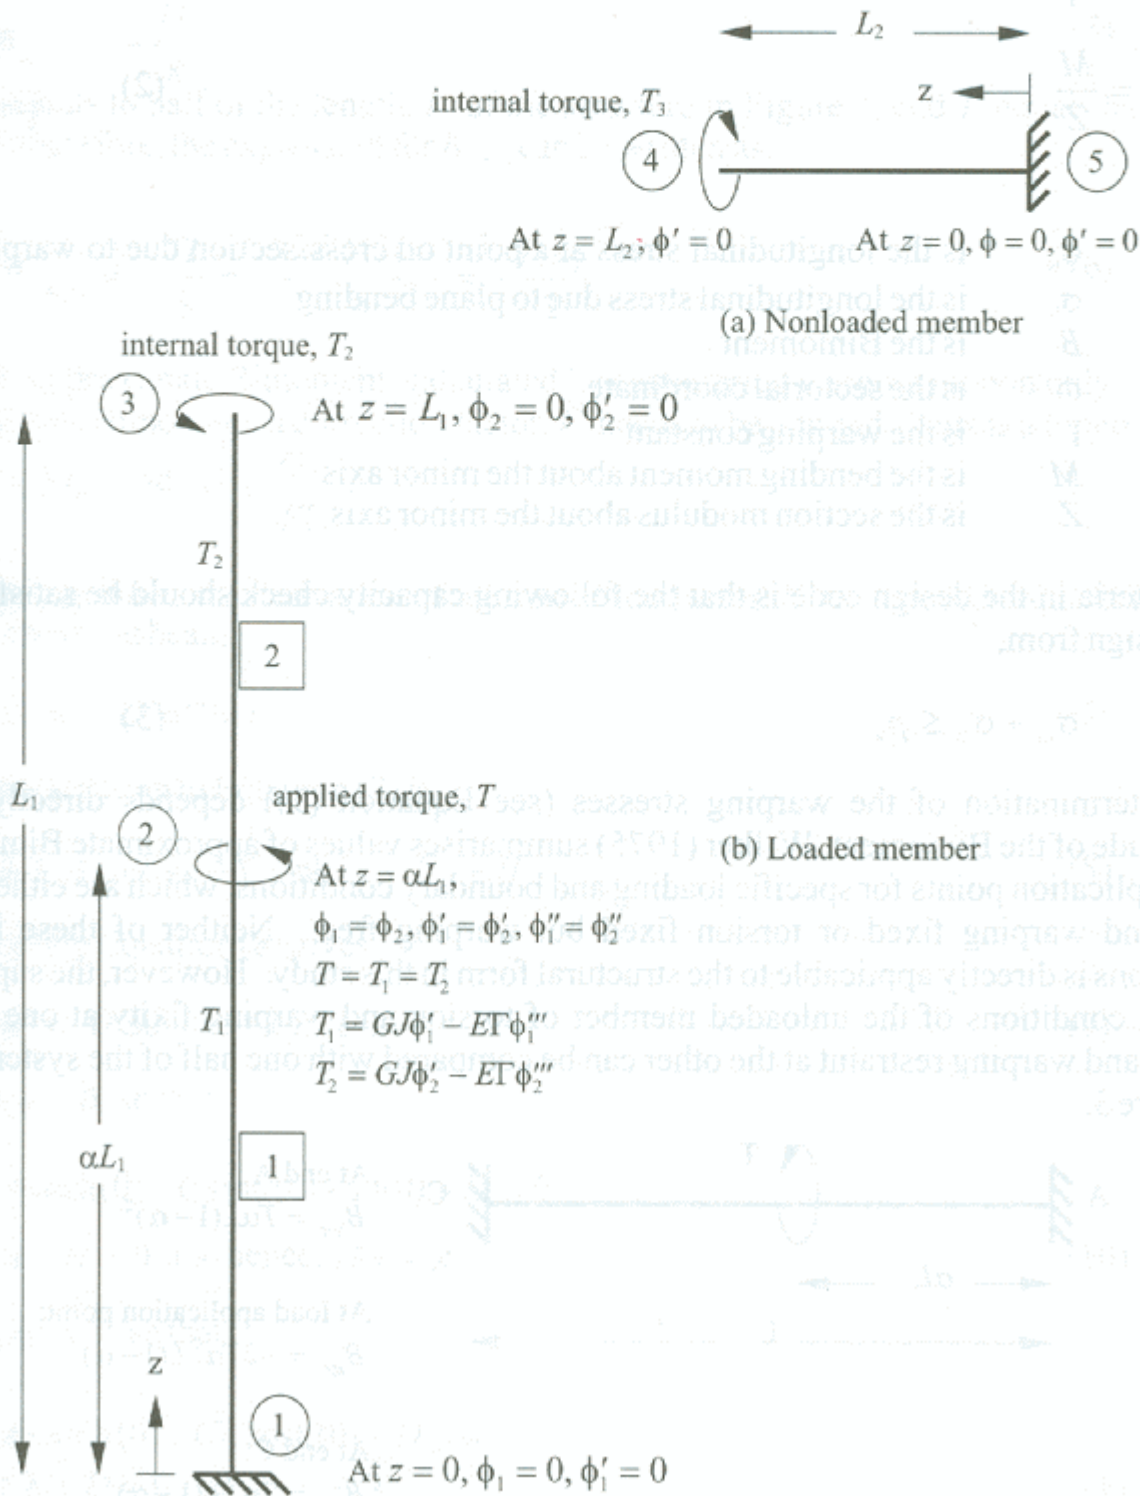 L₂
z
internal torque, T₃
4
5
At z = L₂, ϕ′ = 0
At z = 0, ϕ = 0, ϕ′ = 0
(a) Nonloaded member
internal torque, T₂
3
At z = L₁, ϕ₂ = 0, ϕ′₂ = 0
T₂
2
L₁
applied torque, T
2
(b) Loaded member
At z = αL₁,
ϕ₁ = ϕ₂, ϕ′₁ = ϕ′₂, ϕ″₁ = ϕ″₂
T = T₁ = T₂
T₁
T₁ = GJϕ′₁ − EΓϕ‴₁
T₂ = GJϕ′₂ − EΓϕ‴₂
αL₁
1
z
1
At z = 0, ϕ₁ = 0, ϕ′₁ = 0